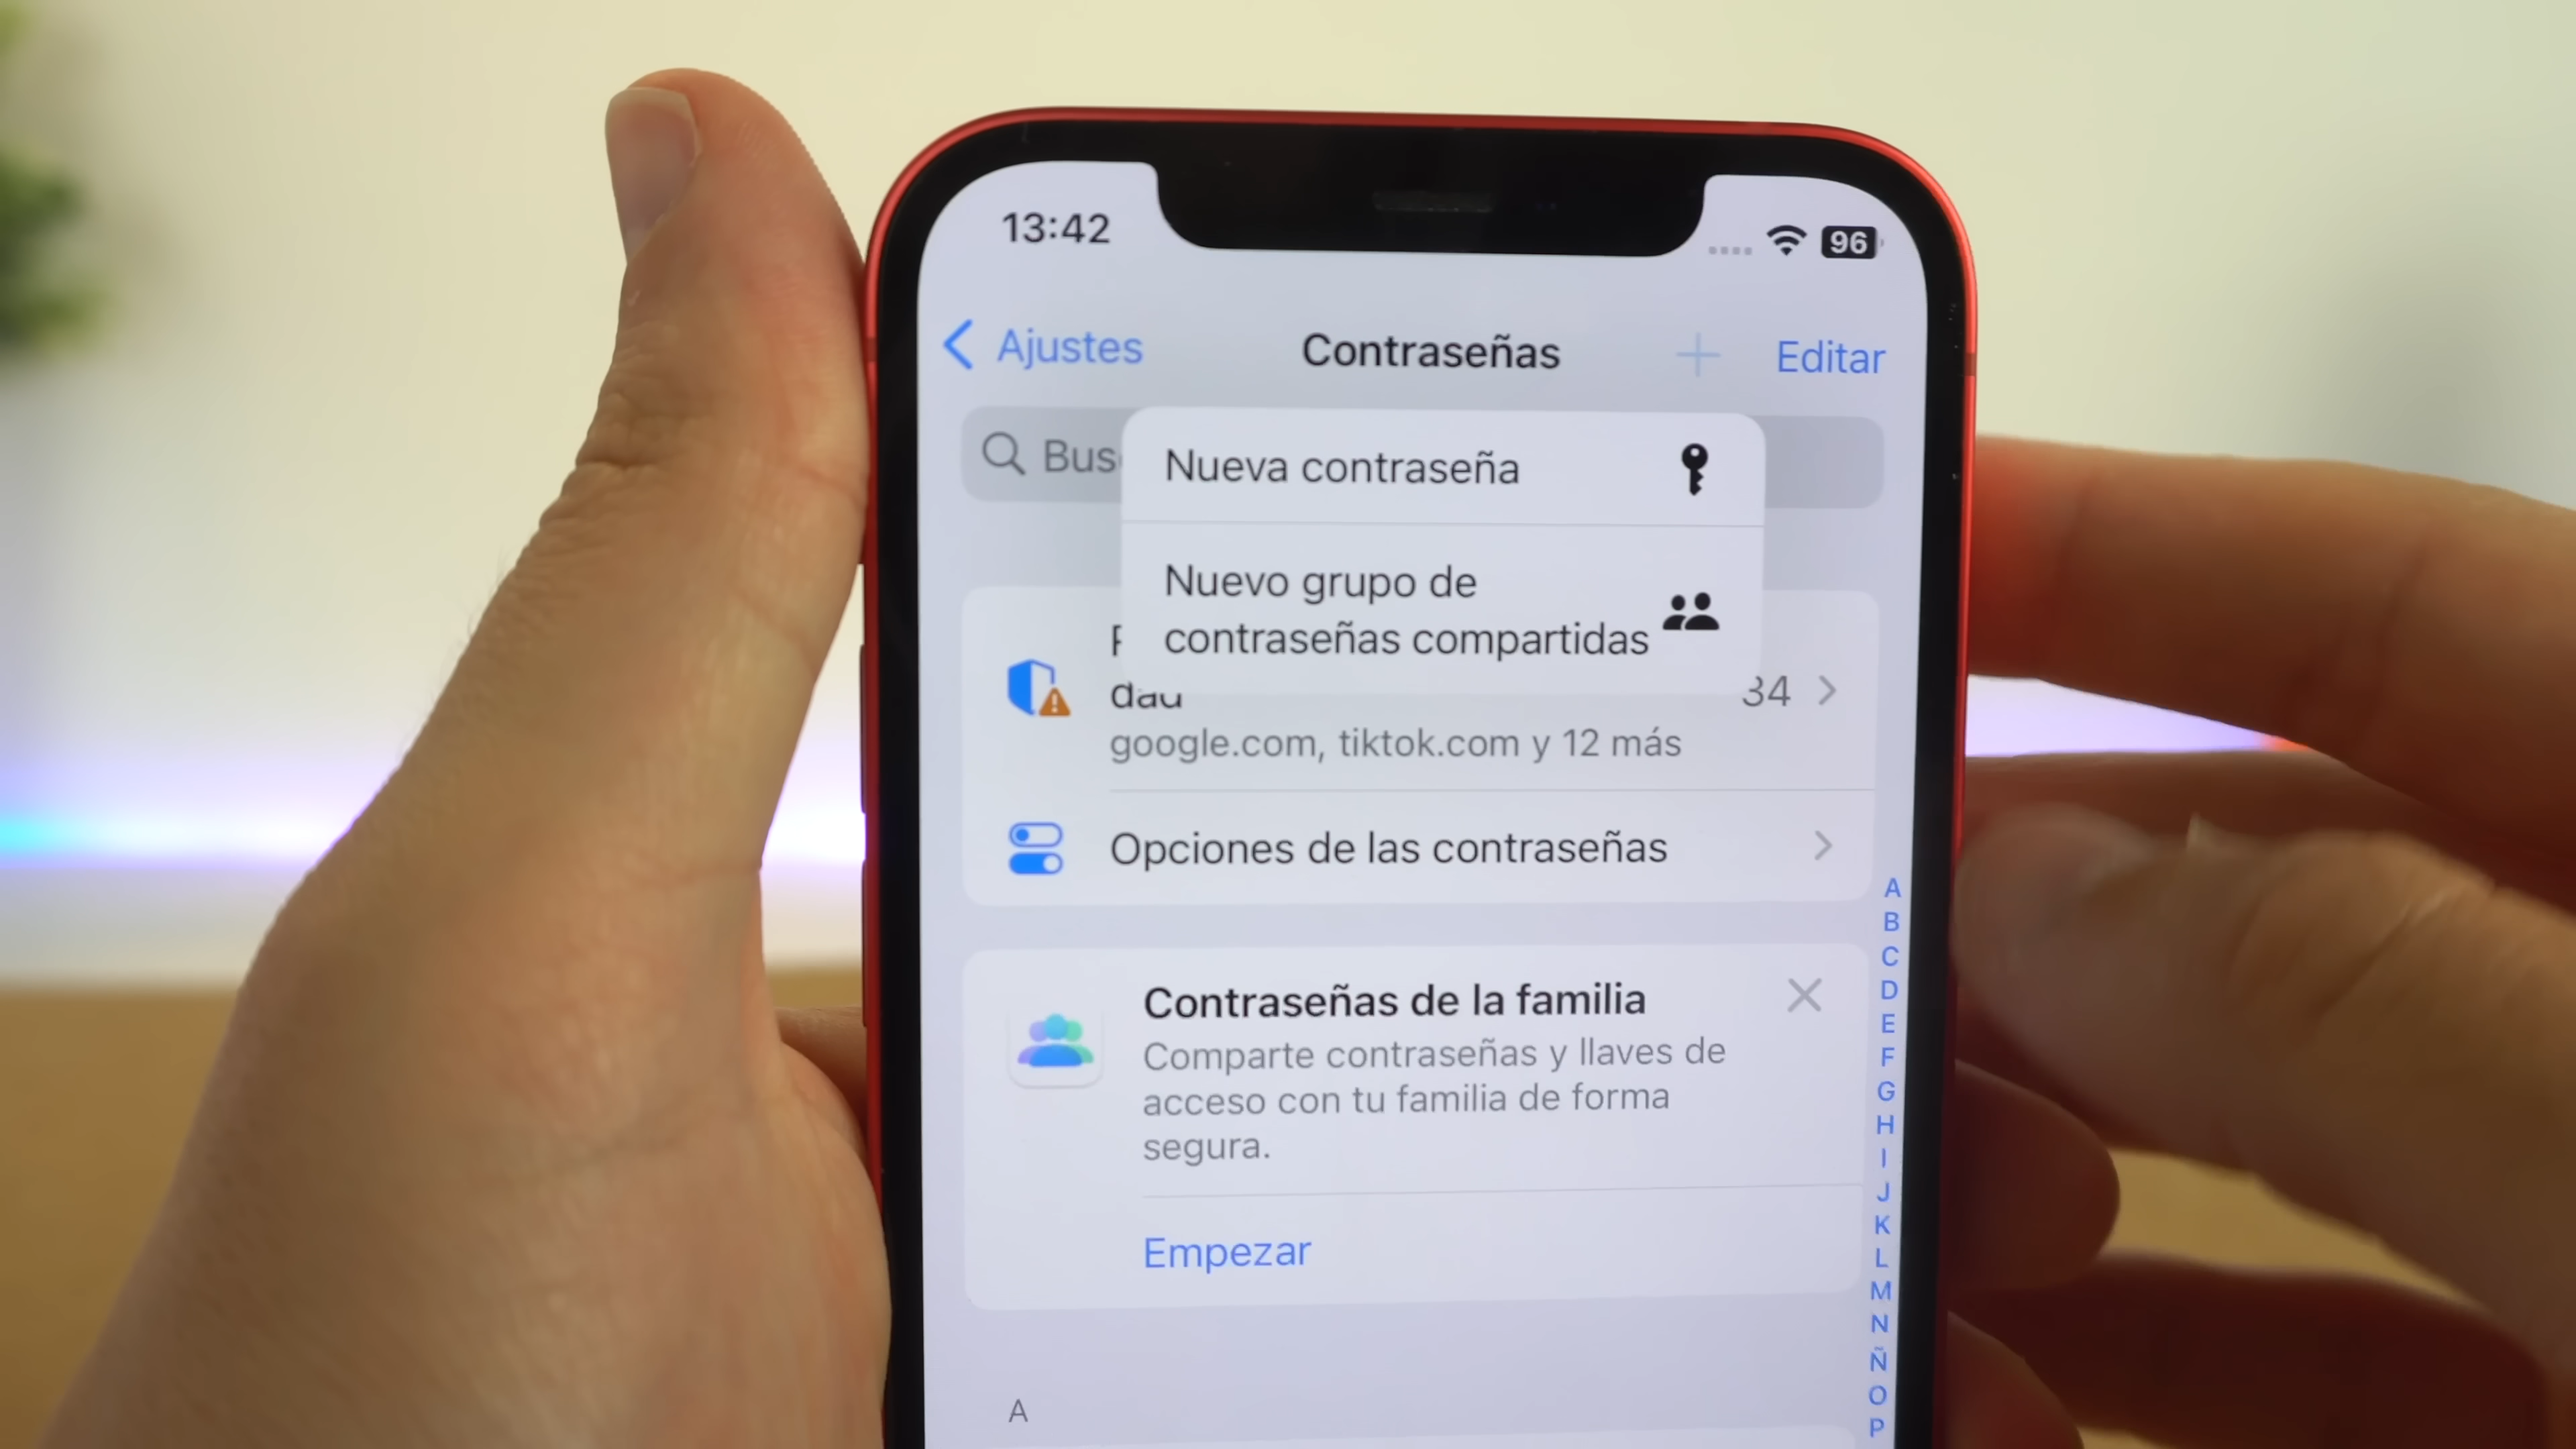 13:42
96
Ajustes
Contraseñas
Editar
Nueva contraseña
Nuevo grupo de
contraseñas compartidas
34
google.com, tiktok.com y 12 más
Opciones de las contraseñas
Contraseñas de la familia
Comparte contraseñas y llaves de
acceso con tu familia de forma
segura.
Empezar
A
A
B
C
D
E
F
G
H
I
J
K
L
M
N
Ñ
O
P